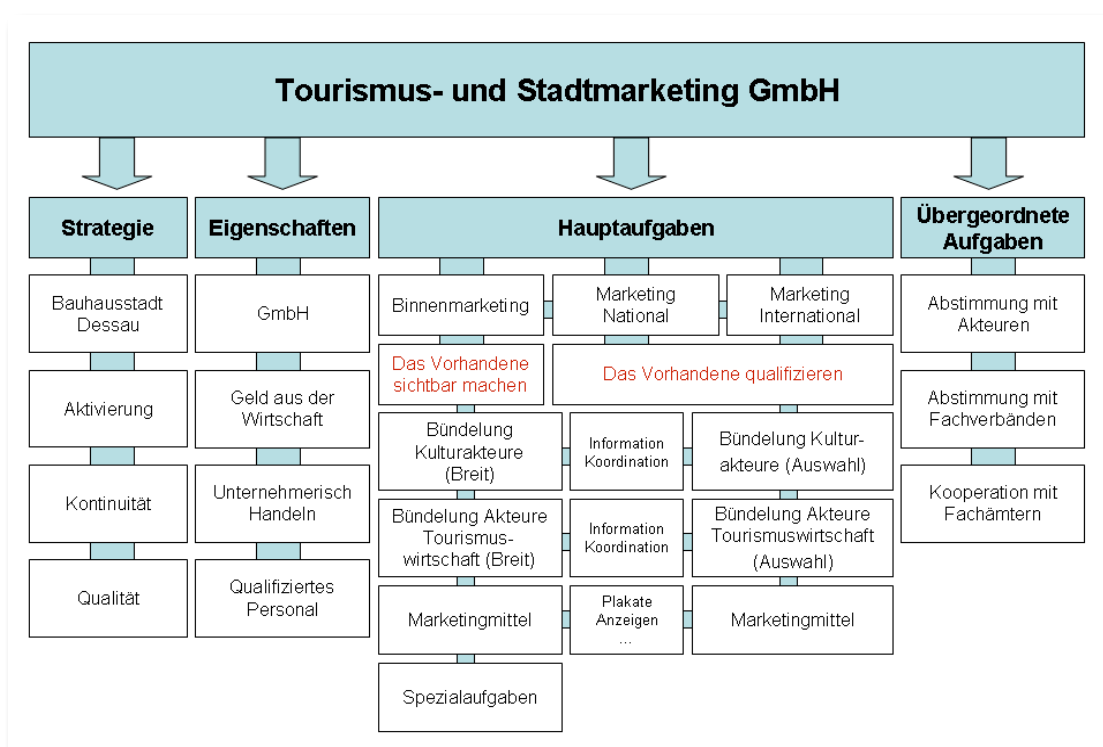 Tourismus- und Stadtmarketing GmbH
Strategie
Bauhausstadt
Dessau
Aktivierung
Kontinuität
Qualität
Eigenschaften
GmbH
Geld aus der
Wirtschaft
Unternehmerisch
Handeln
Qualifiziertes
Personal
Hauptaufgaben
Binnenmarketing
Marketing
National
Marketing
International
Das Vorhandene
sichtbar machen
Das Vorhandene qualifizieren
Bündelung
Kulturakteure
(Breit)
Information
Koordination
Bündelung Kultur-
akteure (Auswahl)
Bündelung Akteure
Tourismus-
wirtschaft (Breit)
Information
Koordination
Bündelung Akteure
Tourismuswirtschaft
(Auswahl)
Marketingmittel
Plakate
Anzeigen
...
Marketingmittel
Spezialaufgaben
Übergeordnete
Aufgaben
Abstimmung mit
Akteuren
Abstimmung mit
Fachverbänden
Kooperation mit
Fachämtern